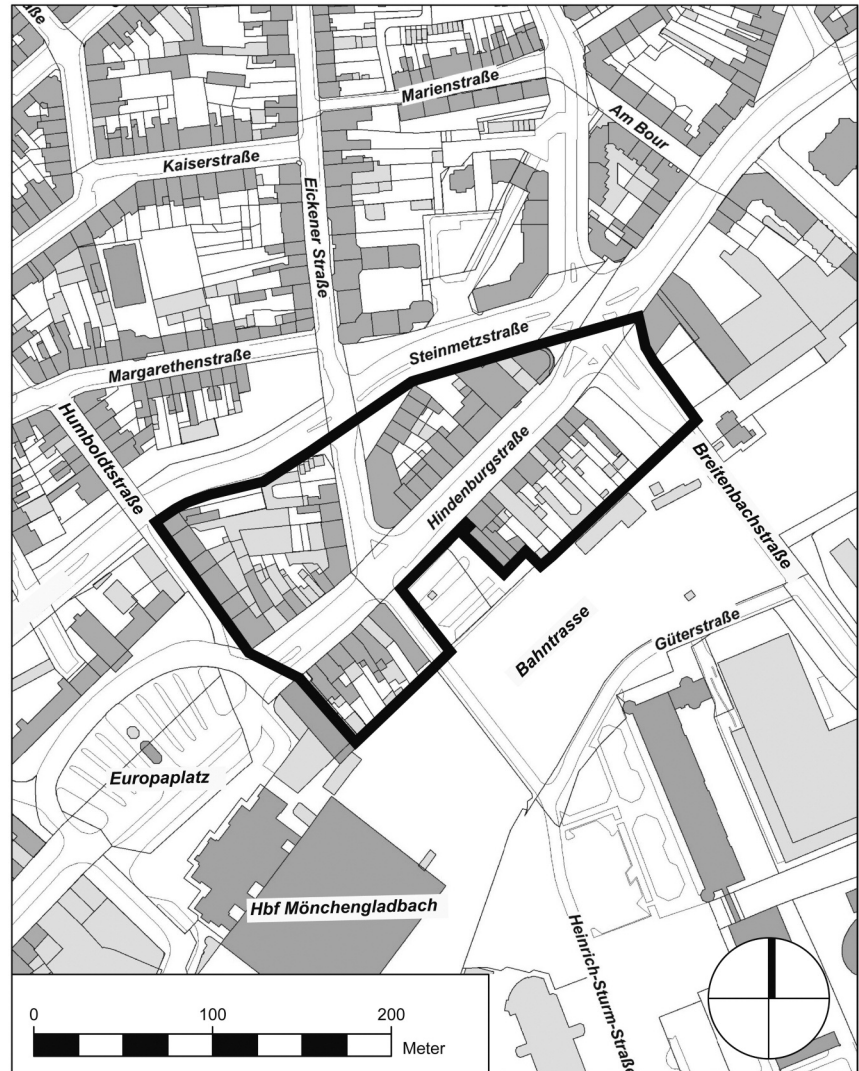 aße
Marienstraße
Am Bour
Kaiserstraße
Eickener Straße
Steinmetzstraße
Margarethenstraße
Humboldtstraße
Hindenburgstraße
Breitenbachstraße
Bahntrasse
Güterstraße
Europaplatz
Hbf Mönchengladbach
Heinrich-Sturm-Straße
0 100 200
Meter